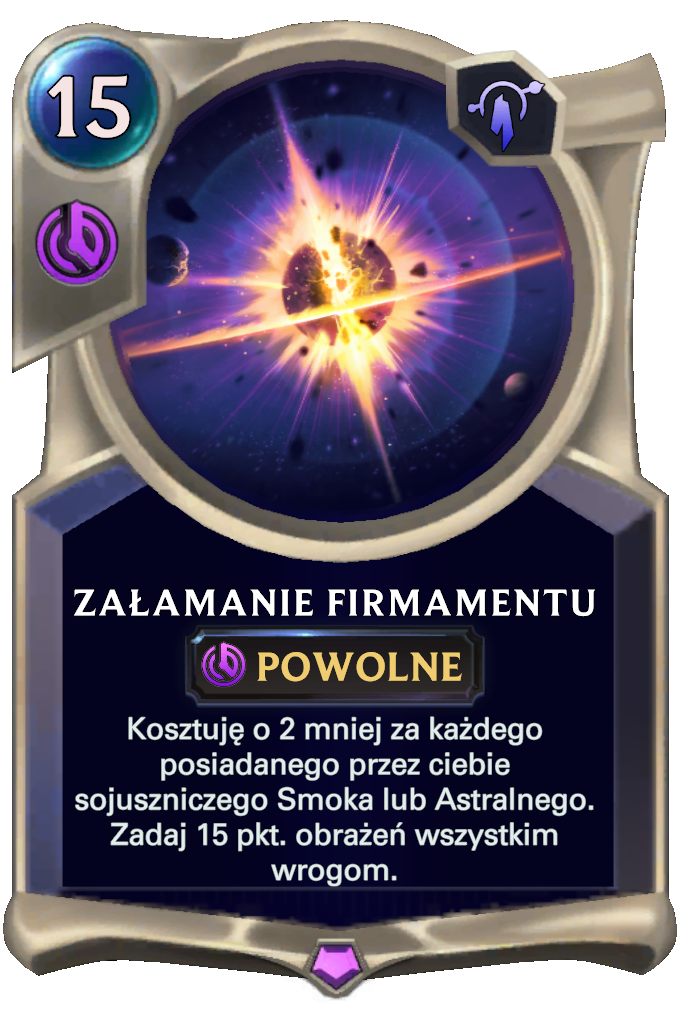 15
ZAŁAMANIE FIRMAMENTU
POWOLNE
Kosztuję o 2 mniej za każdego
posiadanego przez ciebie
sojuszniczego Smoka lub Astralnego.
Zadaj 15 pkt. obrażeń wszystkim
wrogom.